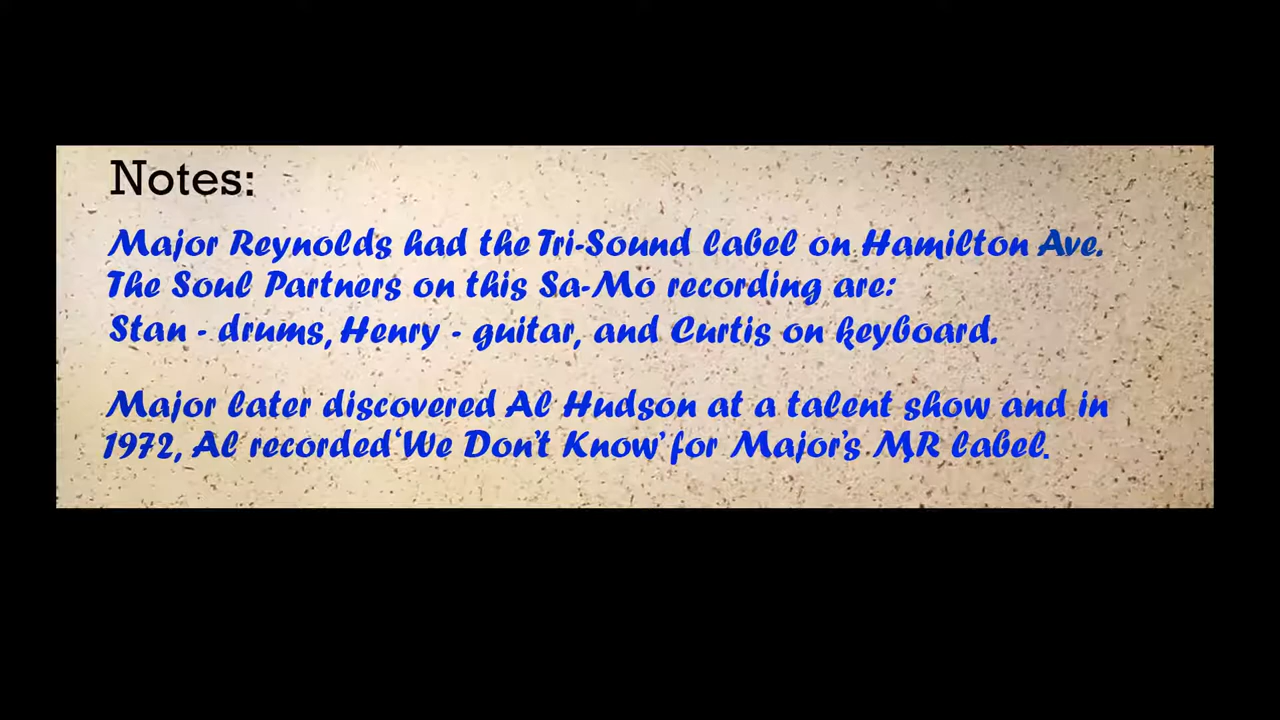 Notes:
Major Reynolds had the Tri-Sound label on Hamilton Ave.
The Soul Partners on this Sa-Mo recording are:
Stan - drums, Henry - guitar, and Curtis on keyboard.
Major later discovered Al Hudson at a talent show and in
1972, Al recorded ‘We Don’t Know’ for Major’s MR label.